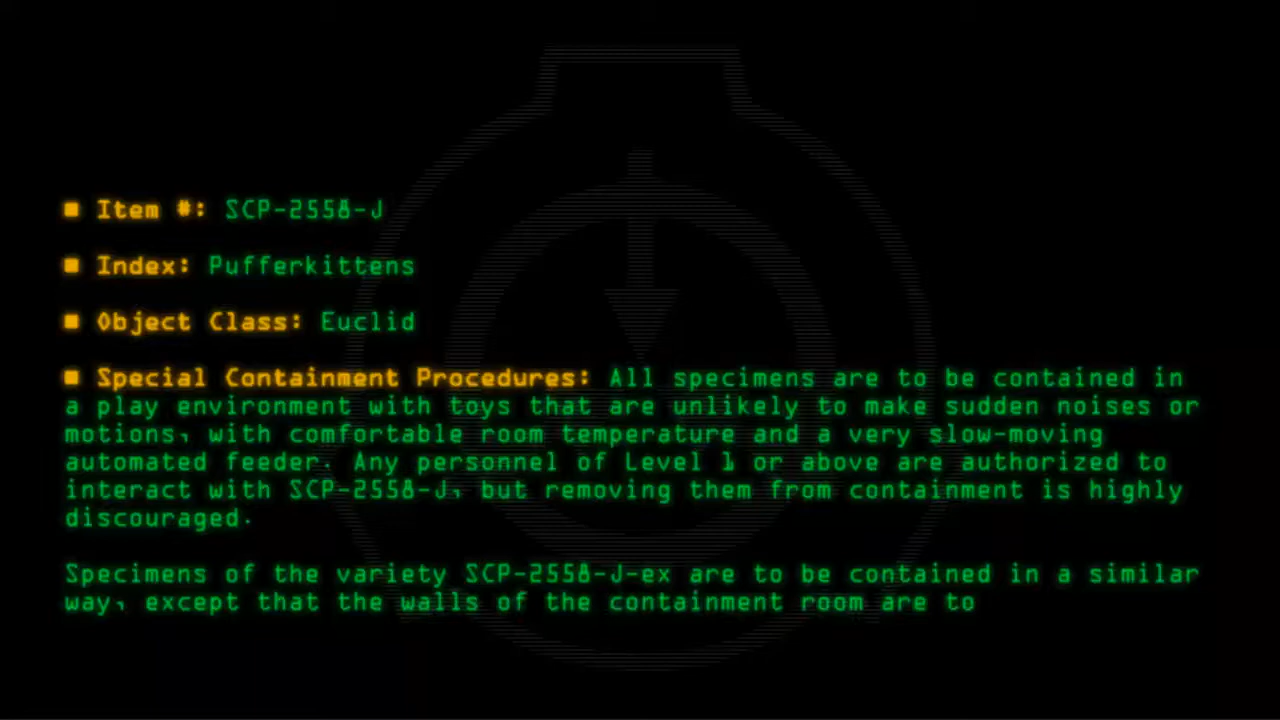 ■ Item #: SCP-2558-J
■ Index: Pufferkittens
■ Object Class: Euclid
■ Special Containment Procedures: All specimens are to be contained in
a play environment with toys that are unlikely to make sudden noises or
motions, with comfortable room temperature and a very slow-moving
automated feeder. Any personnel of Level 1 or above are authorized to
interact with SCP-2558-J, but removing them from containment is highly
discouraged.
Specimens of the variety SCP-2558-J-ex are to be contained in a similar
way, except that the walls of the containment room are to